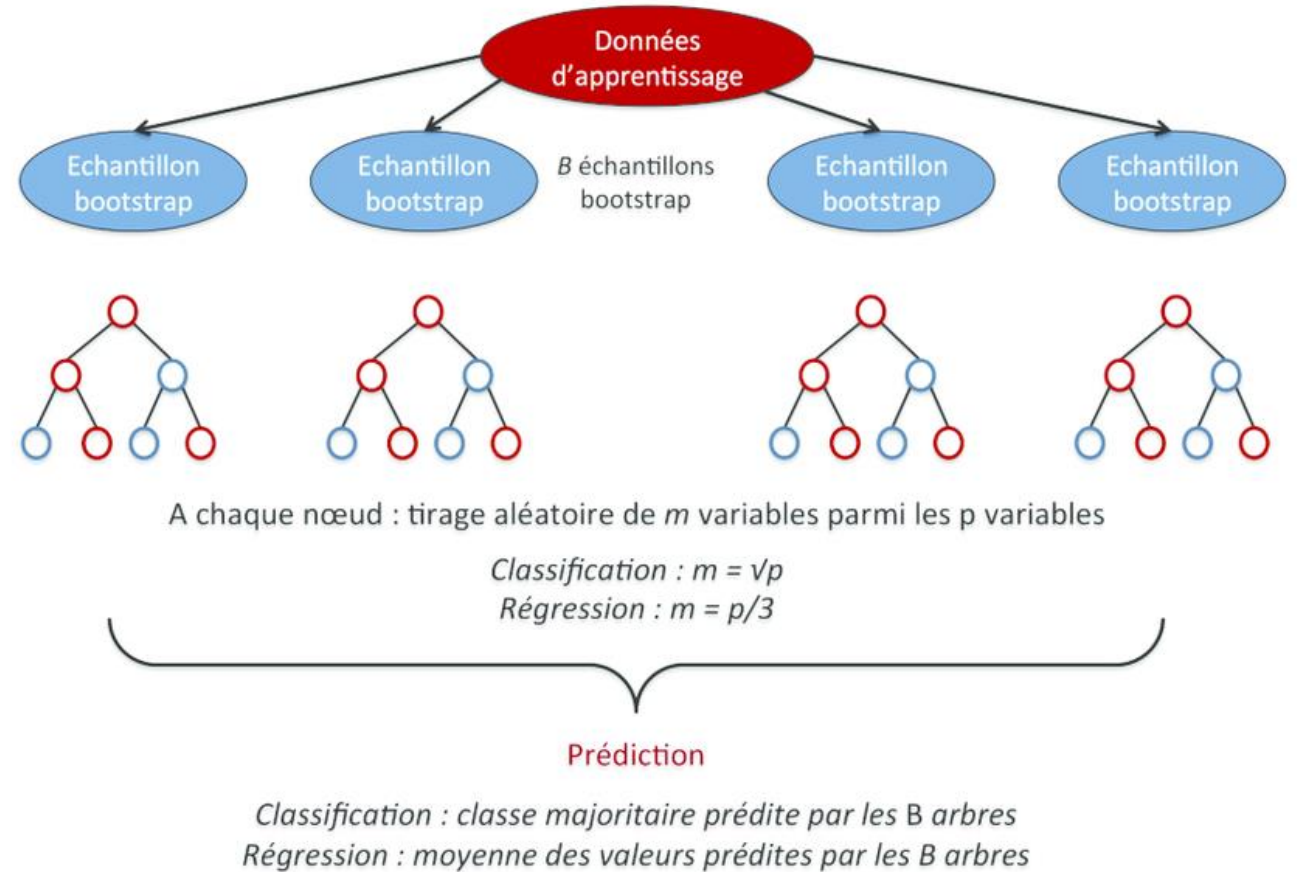 Données
d'apprentissage
Echantillon
bootstrap
Echantillon
bootstrap
B échantillons
bootstrap
Echantillon
bootstrap
Echantillon
bootstrap
A chaque nœud : tirage aléatoire de m variables parmi les p variables
Classification : m = √p
Régression : m = p/3
Prédiction
Classification : classe majoritaire prédite par les B arbres
Régression : moyenne des valeurs prédites par les B arbres